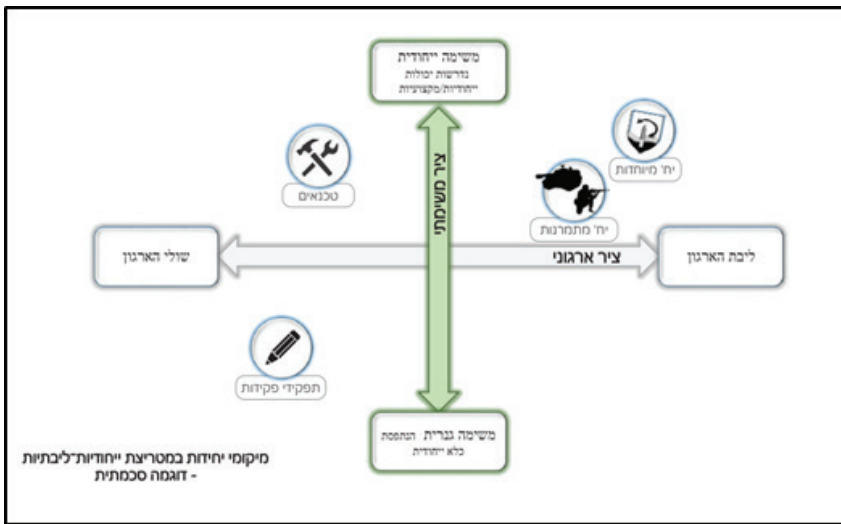 משימה ייחודית
נדרשות יכולות
ייחודיות/מקצועיות
יח' מיוחדות
טכנאים
ציר משימתי
יח' מתמרנות
ליבת הארגון
ציר ארגוני
שולי הארגון
תפקידי פקידות
משימה גנרית הנתפסת
כלא ייחודית
מיקומי יחידות במטריצת ייחודיות־ליבתיות
- דוגמה סכמתית